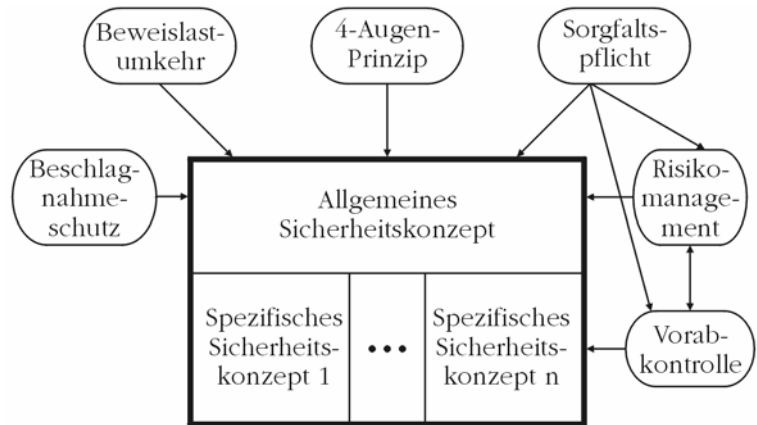 Beweislast-
umkehr
4-Augen-
Prinzip
Sorgfalts-
pflicht
Beschlag-
nahme-
schutz
Allgemeines
Sicherheitskonzept
Risiko-
manage-
ment
Spezifisches
Sicherheits-
konzept 1
•••
Spezifisches
Sicherheits-
konzept n
Vorab-
kontrolle